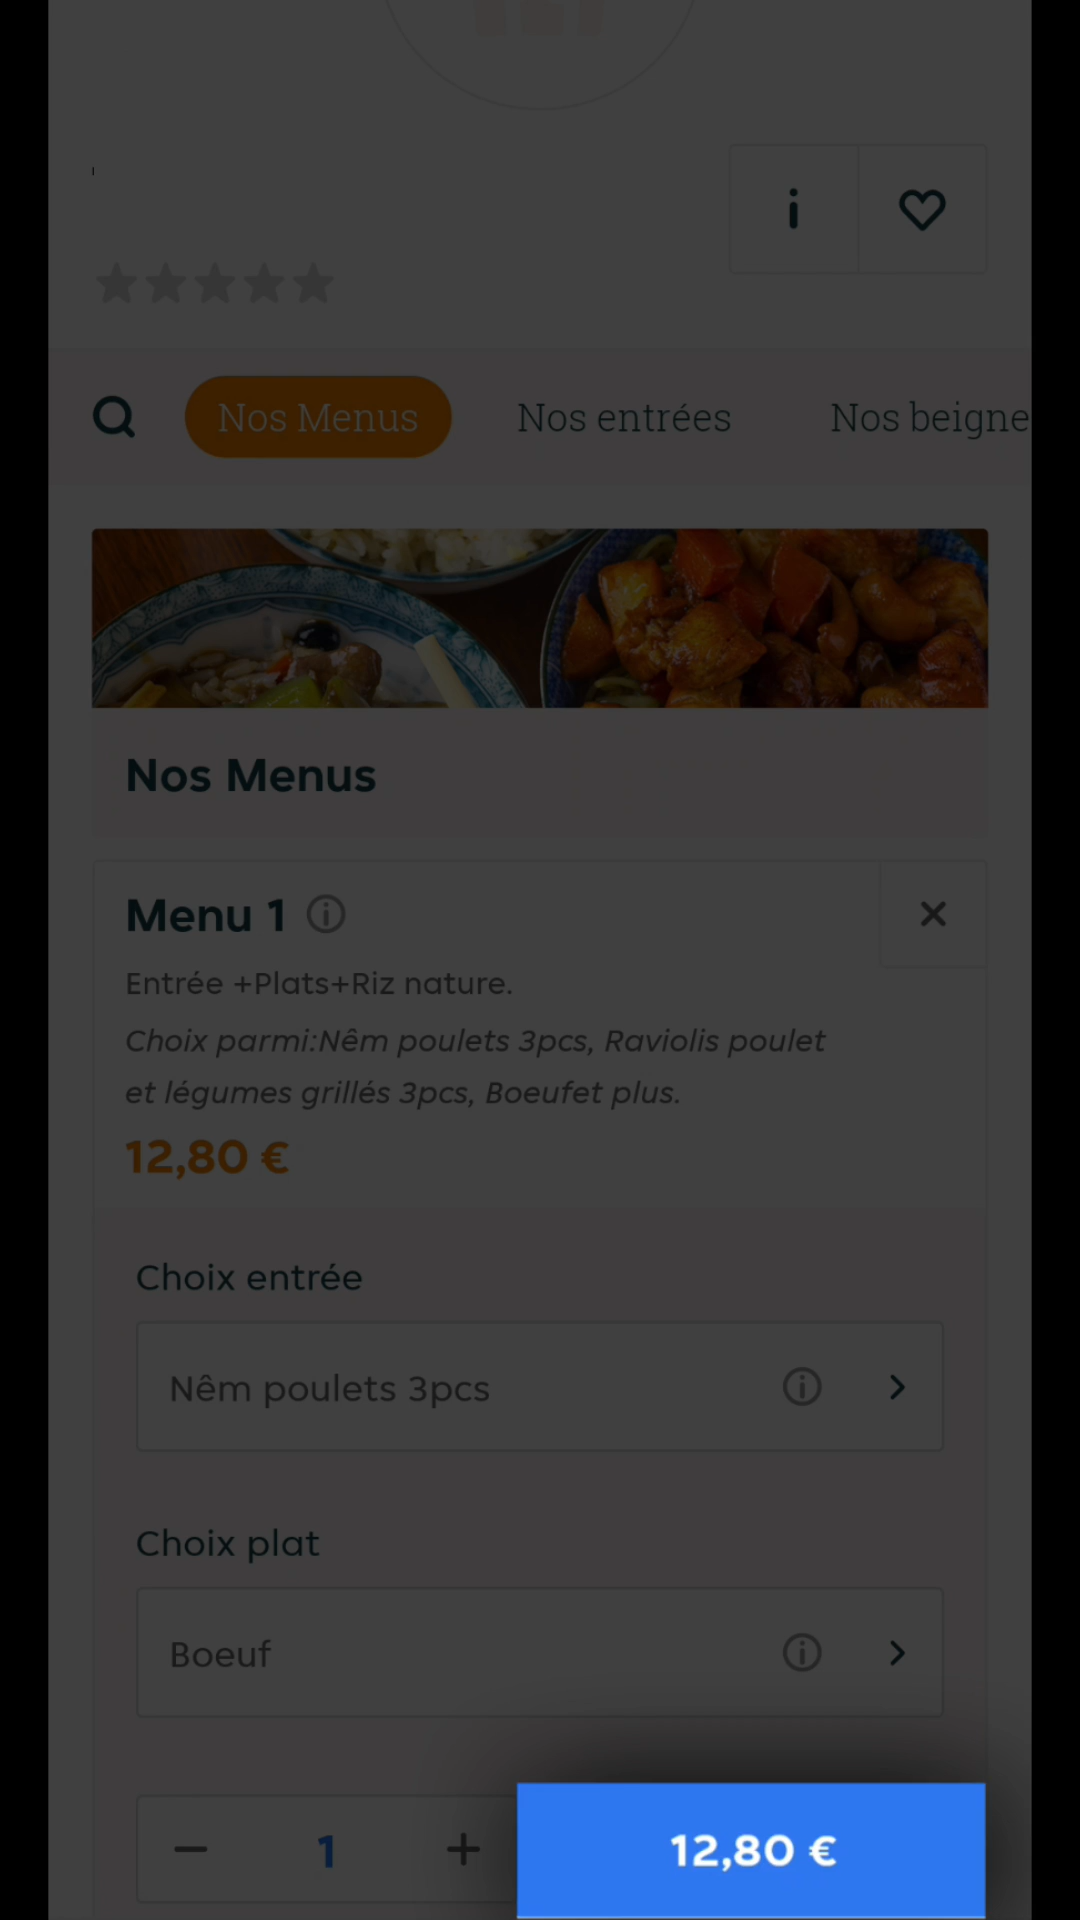 Nos Menus
Nos entrées
Nos beigne
Nos Menus
Menu 1
Entrée +Plats+Riz nature.
Choix parmi:Nêm poulets 3pcs, Raviolis poulet
et légumes grillés 3pcs, Boeufet plus.
12,80 €
Choix entrée
Nêm poulets 3pcs
Choix plat
Boeuf
− 1 +
12,80 €